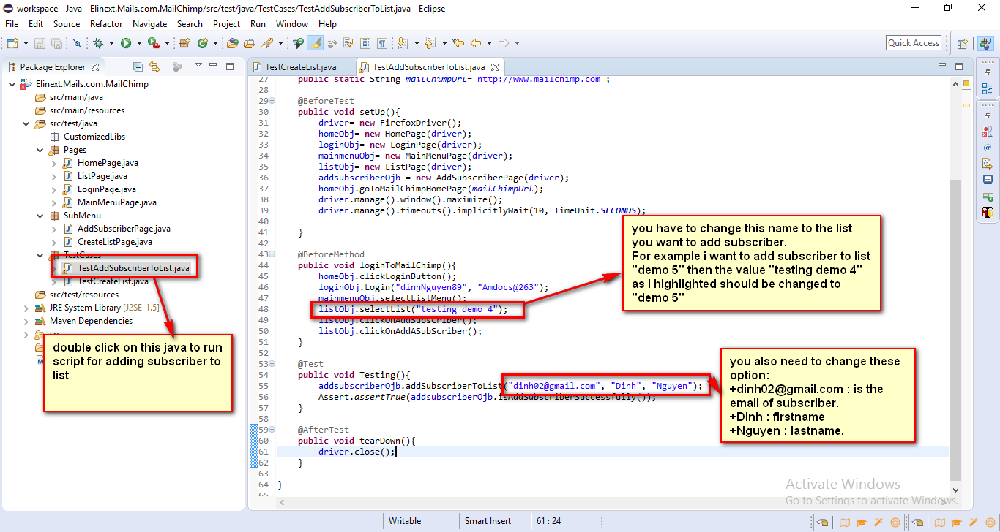 workspace - Java - Elinext.Mails.com.MailChimp/src/test/java/TestCases/TestAddSubscriberToList.java - Eclipse
File Edit Source Refactor Navigate Search Project Run Window Help
Quick Access
Package Explorer
TestCreateList.java
TestAddSubscriberToList.java
Elinext.Mails.com.MailChimp
src/main/java
src/main/resources
src/test/java
CustomizedLibs
Pages
HomePage.java
ListPage.java
LoginPage.java
MainMenuPage.java
SubMenu
AddSubscriberPage.java
CreateListPage.java
TestCases
TestAddSubscriberToList.java
TestCreateList.java
src/test/resources
JRE System Library [J2SE-1.5]
Maven Dependencies
src
double click on this java to run
script for adding subscriber to
list
27 public static String mailChimpUrl= "http://www.mailchimp.com";
28
29 @BeforeTest
30 public void setUp(){
31 driver= new FirefoxDriver();
32 homeObj= new HomePage(driver);
33 loginObj= new LoginPage(driver);
34 mainmenuObj= new MainMenuPage(driver);
35 listObj= new ListPage(driver);
36 addsubscriberOjb = new AddSubscriberPage(driver);
37 homeObj.goToMailChimpHomePage(mailChimpUrl);
38 driver.manage().window().maximize();
39 driver.manage().timeouts().implicitlyWait(10, TimeUnit.SECONDS);
40
41 }
42
43 @BeforeMethod
44 public void loginToMailChimp(){
45 homeObj.clickLoginButton();
46 loginObj.Login("dinhNguyen89", "Amdocs@263");
47 mainmenuObj.selectListMenu();
48 listObj.selectList("testing demo 4");
49 listObj.clickOnAddSubscriber();
50 listObj.clickOnAddASubScriber();
51 }
52
53 @Test
54 public void Testing(){
55 addsubscriberOjb.addSubscriberToList("dinh02@gmail.com", "Dinh", "Nguyen");
56 Assert.assertTrue(addsubscriberOjb.isAddSubscriberSuccessfully());
57 }
58
59 @AfterTest
60 public void tearDown(){
61 driver.close();
62 }
63
64 }
65
you have to change this name to the list
you want to add subscriber.
For example i want to add subscriber to list
"demo 5" then the value "testing demo 4"
as i highlighted should be changed to
"demo 5"
you also need to change these
option:
+dinh02@gmail.com : is the
email of subscriber.
+Dinh : firstname
+Nguyen : lastname.
Activate Windows
Go to Settings to activate Windows.
Writable Smart Insert 61 : 24